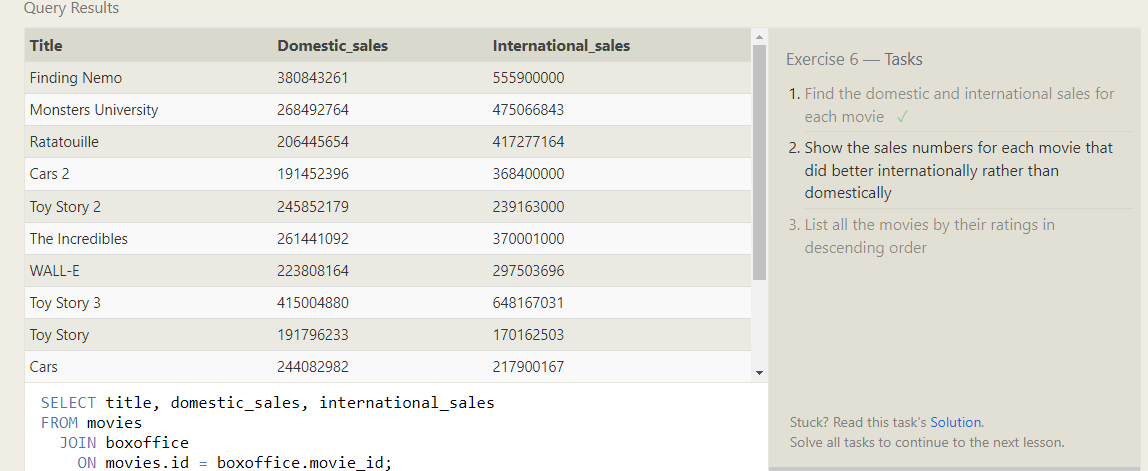 Query Results
Title Domestic_sales International_sales
Finding Nemo 380843261 555900000
Monsters University 268492764 475066843
Ratatouille 206445654 417277164
Cars 2 191452396 368400000
Toy Story 2 245852179 239163000
The Incredibles 261441092 370001000
WALL-E 223808164 297503696
Toy Story 3 415004880 648167031
Toy Story 191796233 170162503
Cars 244082982 217900167
SELECT title, domestic_sales, international_sales
FROM movies
JOIN boxoffice
ON movies.id = boxoffice.movie_id;
Exercise 6 — Tasks
1. Find the domestic and international sales for
each movie ✓
2. Show the sales numbers for each movie that
did better internationally rather than
domestically
3. List all the movies by their ratings in
descending order
Stuck? Read this task's Solution.
Solve all tasks to continue to the next lesson.